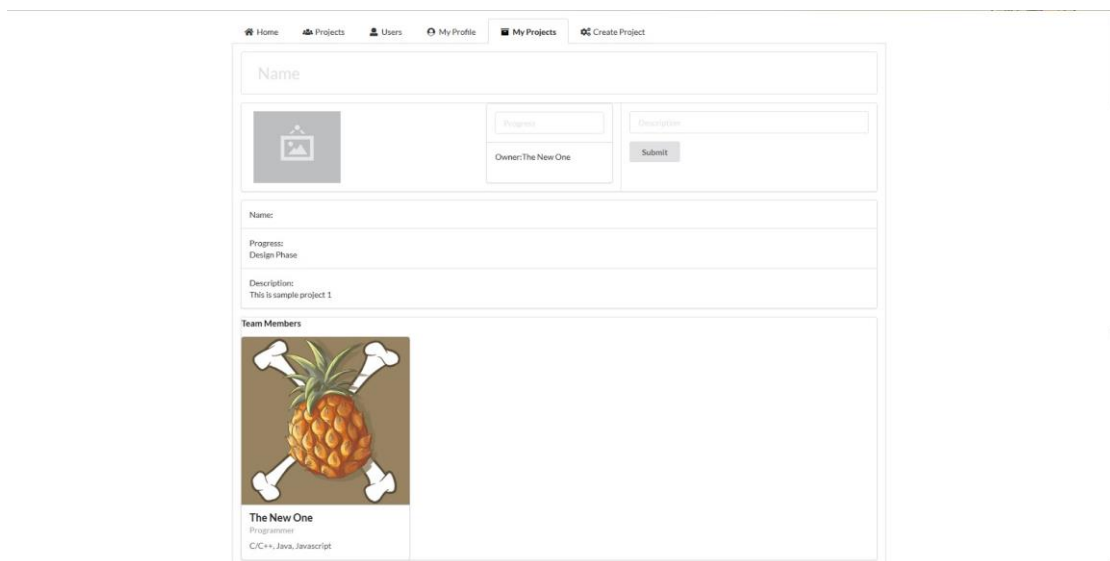 Home Projects Users My Profile My Projects Create Project
Name
Progress
Description
Owner:The New One
Submit
Name:
Progress:
Design Phase
Description:
This is sample project 1
Team Members
The New One
Programmer
C/C++, Java, Javascript